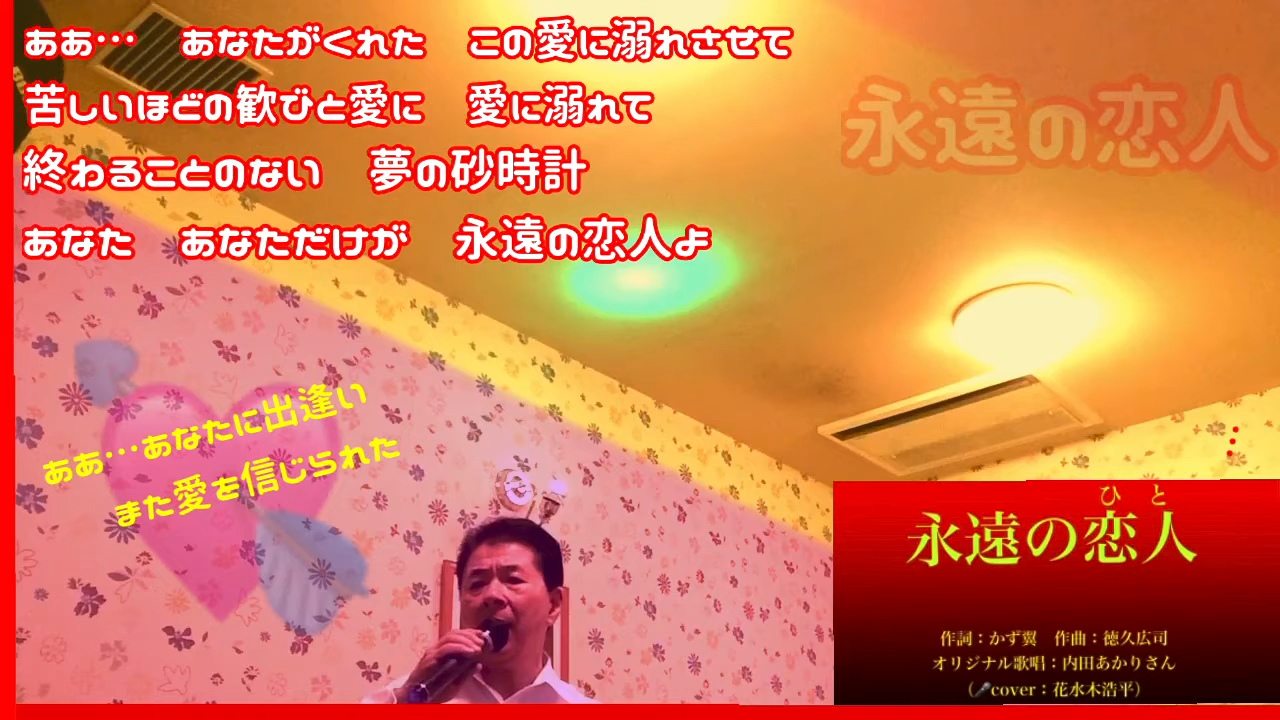 ああ… あなたがくれた この愛に溺れさせて
苦しいほどの歓びと愛に 愛に溺れて
終わることのない 夢の砂時計
あなた あなただけが 永遠の恋人よ
永遠の恋人
ああ…あなたに出逢い
また愛を信じられた
ひと
永遠の恋人
作詞：かず翼 作曲：徳久広司
オリジナル歌唱：内田あかりさん
（🎤cover：花水木浩平）